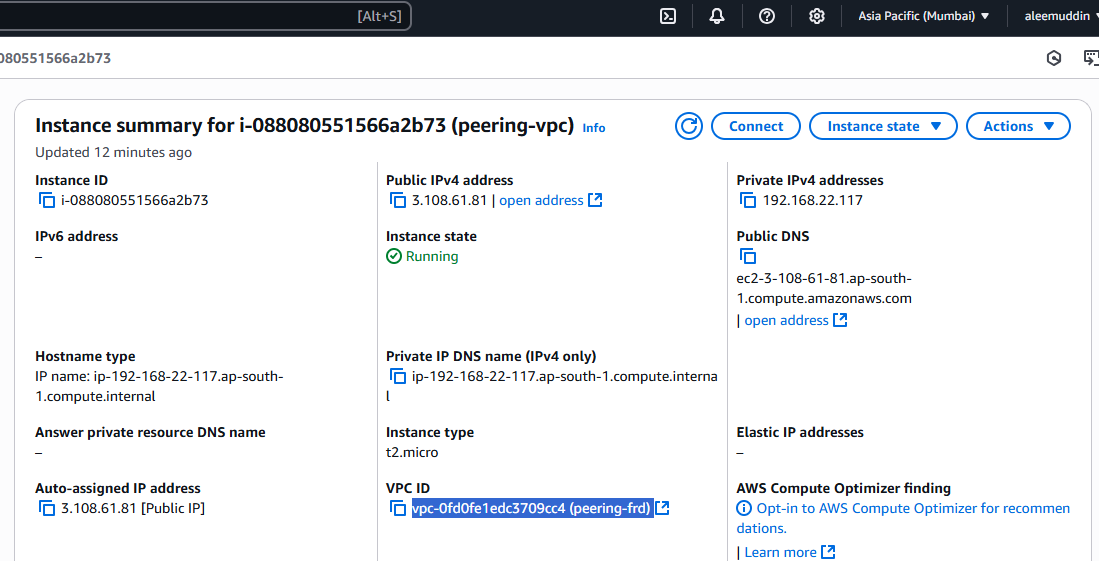 [Alt+S]
Asia Pacific (Mumbai)
aleemuddin
080551566a2b73
Instance summary for i-088080551566a2b73 (peering-vpc) Info
Connect
Instance state
Actions
Updated 12 minutes ago
Instance ID
i-088080551566a2b73
Public IPv4 address
3.108.61.81 | open address
Private IPv4 addresses
192.168.22.117
IPv6 address
–
Instance state
Running
Public DNS
ec2-3-108-61-81.ap-south-
1.compute.amazonaws.com
| open address
Hostname type
IP name: ip-192-168-22-117.ap-south-
1.compute.internal
Private IP DNS name (IPv4 only)
ip-192-168-22-117.ap-south-1.compute.interna
l
Answer private resource DNS name
–
Instance type
t2.micro
Elastic IP addresses
–
Auto-assigned IP address
3.108.61.81 [Public IP]
VPC ID
vpc-0fd0fe1edc3709cc4 (peering-frd)
AWS Compute Optimizer finding
Opt-in to AWS Compute Optimizer for recommen
dations.
| Learn more